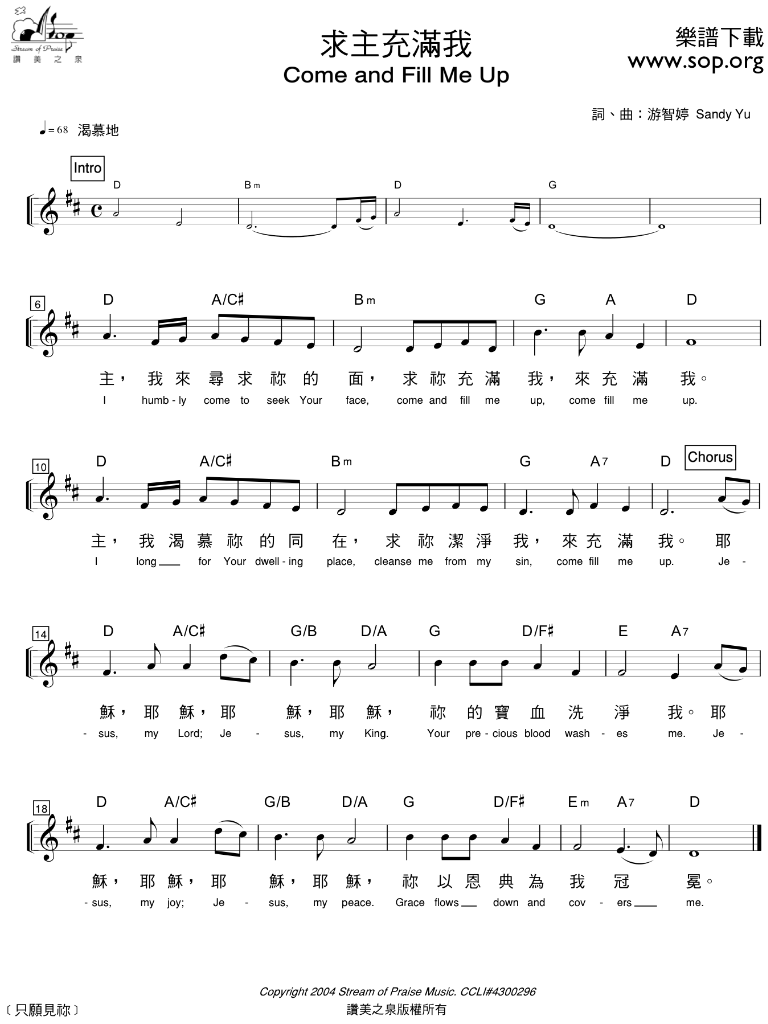 Stream of Praise
讚美之泉
求主充滿我
Come and Fill Me Up
樂譜下載
www.sop.org
詞、曲：游智婷 Sandy Yu
♩= 68 渴慕地
Intro
D Bm D G
6
D A/C♯ Bm G A D
主， 我 來 尋 求 祢 的 面， 求 祢 充 滿 我， 來 充 滿 我。
I humb - ly come to seek Your face, come and fill me up, come fill me up.
10
Chorus
D A/C♯ Bm G A7 D
主， 我 渴 慕 祢 的 同 在， 求 祢 潔 淨 我， 來 充 滿 我。 耶
I long for Your dwell - ing place, cleanse me from my sin, come fill me up. Je -
14
D A/C♯ G/B D/A G D/F♯ E A7
穌， 耶 穌， 耶 穌， 耶 穌， 祢 的 寶 血 洗 淨 我。 耶
- sus, my Lord; Je - sus, my King. Your pre - cious blood wash - es me. Je -
18
D A/C♯ G/B D/A G D/F♯ Em A7 D
穌， 耶 穌， 耶 穌， 耶 穌， 祢 以 恩 典 為 我 冠 冕。
- sus, my joy; Je - sus, my peace. Grace flows down and cov - ers me.
Copyright 2004 Stream of Praise Music. CCLI#4300296
讚美之泉版權所有
﹝只願見祢﹞